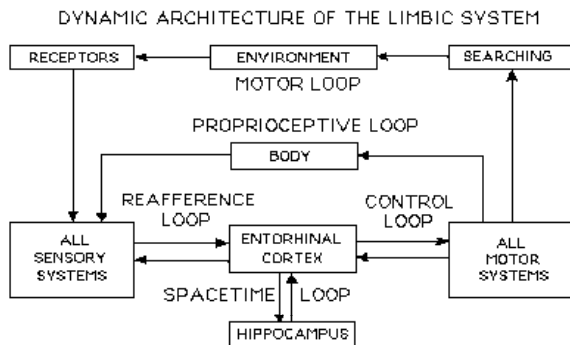 DYNAMIC ARCHITECTURE OF THE LIMBIC SYSTEM
RECEPTORS
ENVIRONMENT
SEARCHING
MOTOR LOOP
PROPRIOCEPTIVE LOOP
BODY
REAFFERENCE
LOOP
CONTROL
LOOP
ALL
SENSORY
SYSTEMS
ENTORHINAL
CORTEX
ALL
MOTOR
SYSTEMS
SPACETIME LOOP
HIPPOCAMPUS